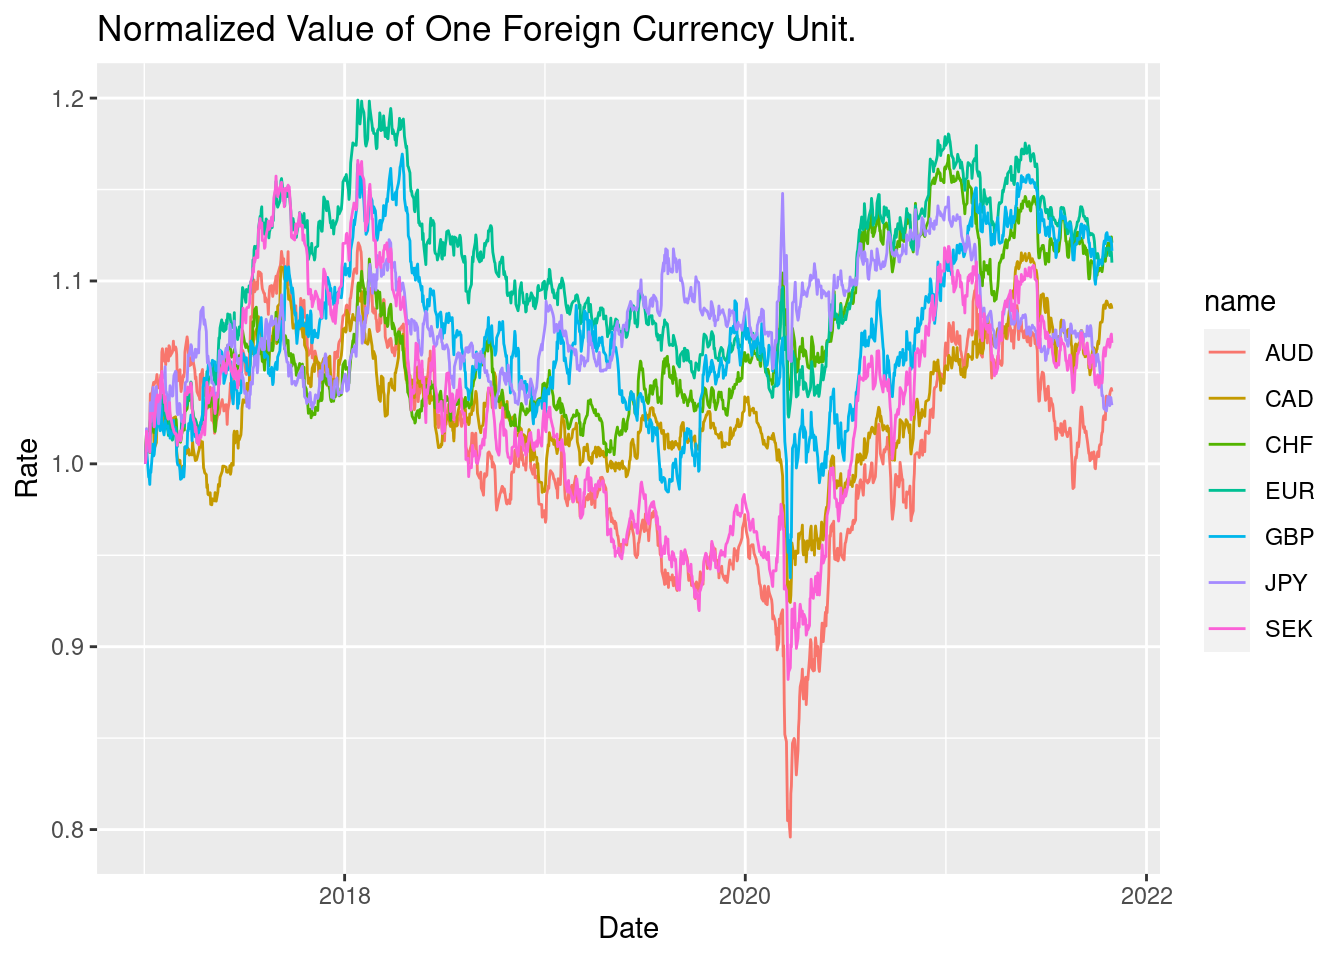 Normalized Value of One Foreign Currency Unit.
1.2
1.1
1.0
0.9
0.8
Rate
2018
2020
2022
Date
name
AUD
CAD
CHF
EUR
GBP
JPY
SEK